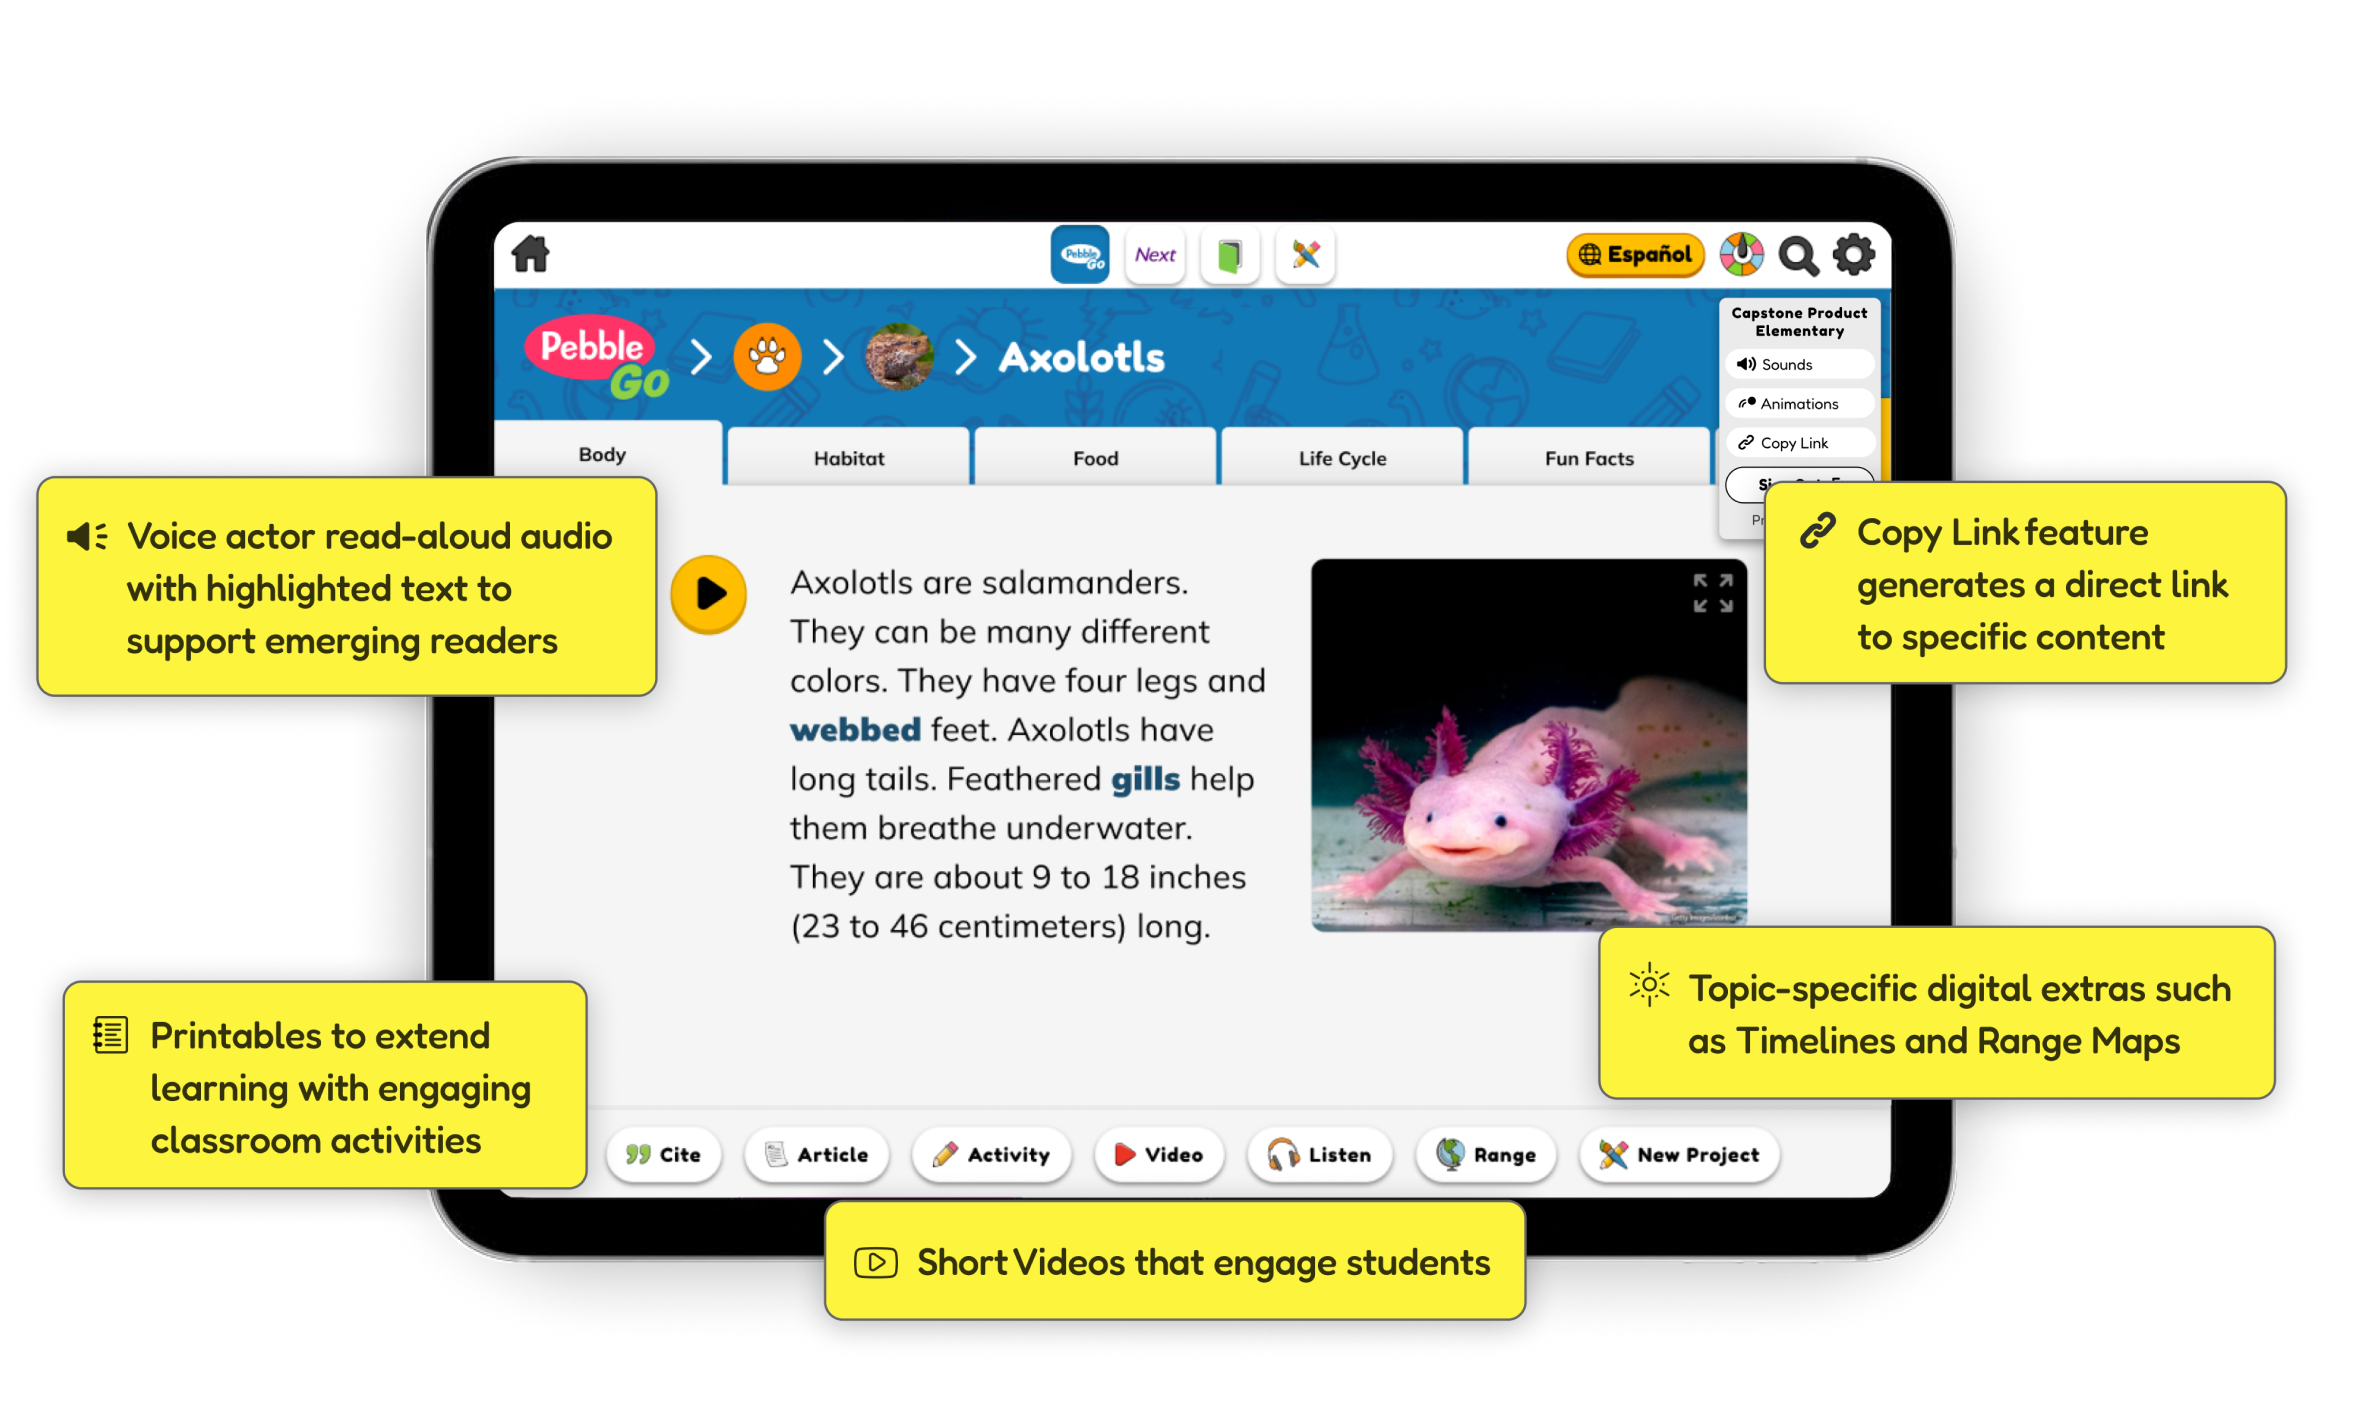 Pebble Go
Next
Español
Pebble
Go
Axolotls
Capstone Product
Elementary
Sounds
Animations
Copy Link
Body
Habitat
Food
Life Cycle
Fun Facts
Voice actor read-aloud audio
with highlighted text to
support emerging readers
Copy Link feature
generates a direct link
to specific content
Axolotls are salamanders.
They can be many different
colors. They have four legs and
webbed feet. Axolotls have
long tails. Feathered gills help
them breathe underwater.
They are about 9 to 18 inches
(23 to 46 centimeters) long.
Topic-specific digital extras such
as Timelines and Range Maps
Printables to extend
learning with engaging
classroom activities
Cite
Article
Activity
Video
Listen
Range
New Project
Short Videos that engage students